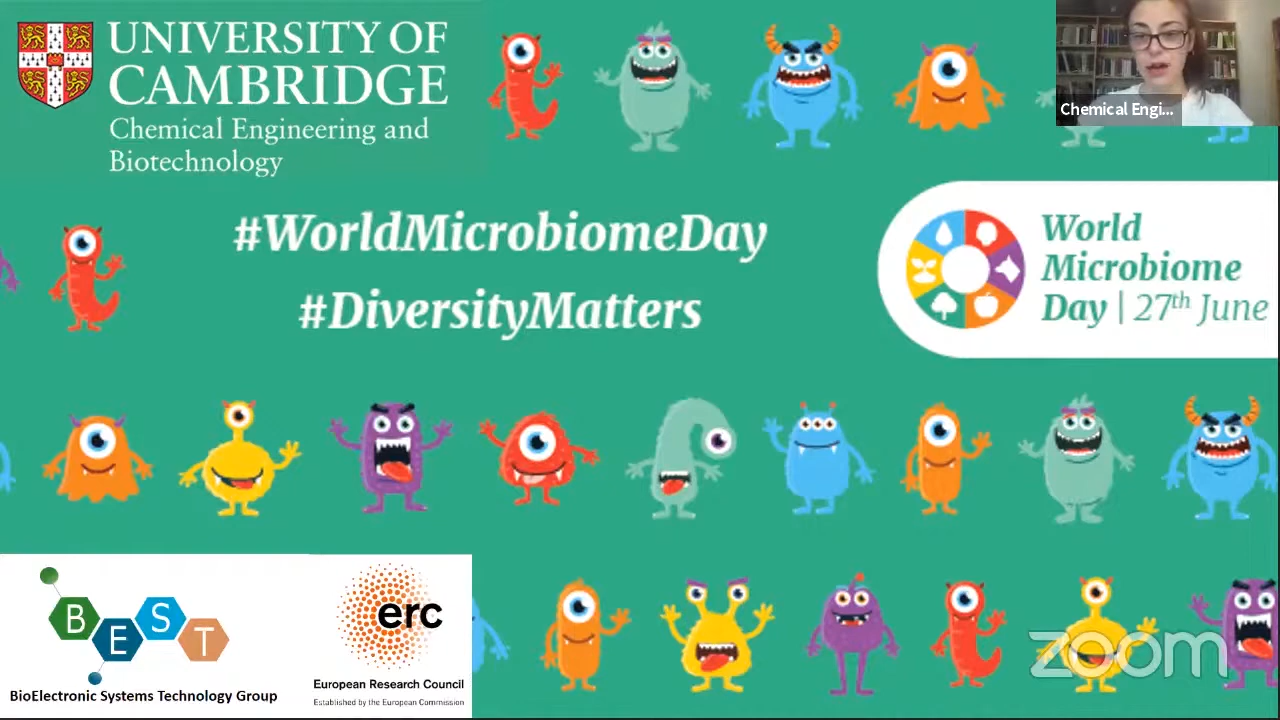 UNIVERSITY OF
CAMBRIDGE
Chemical Engineering and
Biotechnology
Chemical Engi...
#WorldMicrobiomeDay
#DiversityMatters
World
Microbiome
Day | 27th June
BEST
BioElectronic Systems Technology Group
erc
European Research Council
Established by the European Commission
zoom